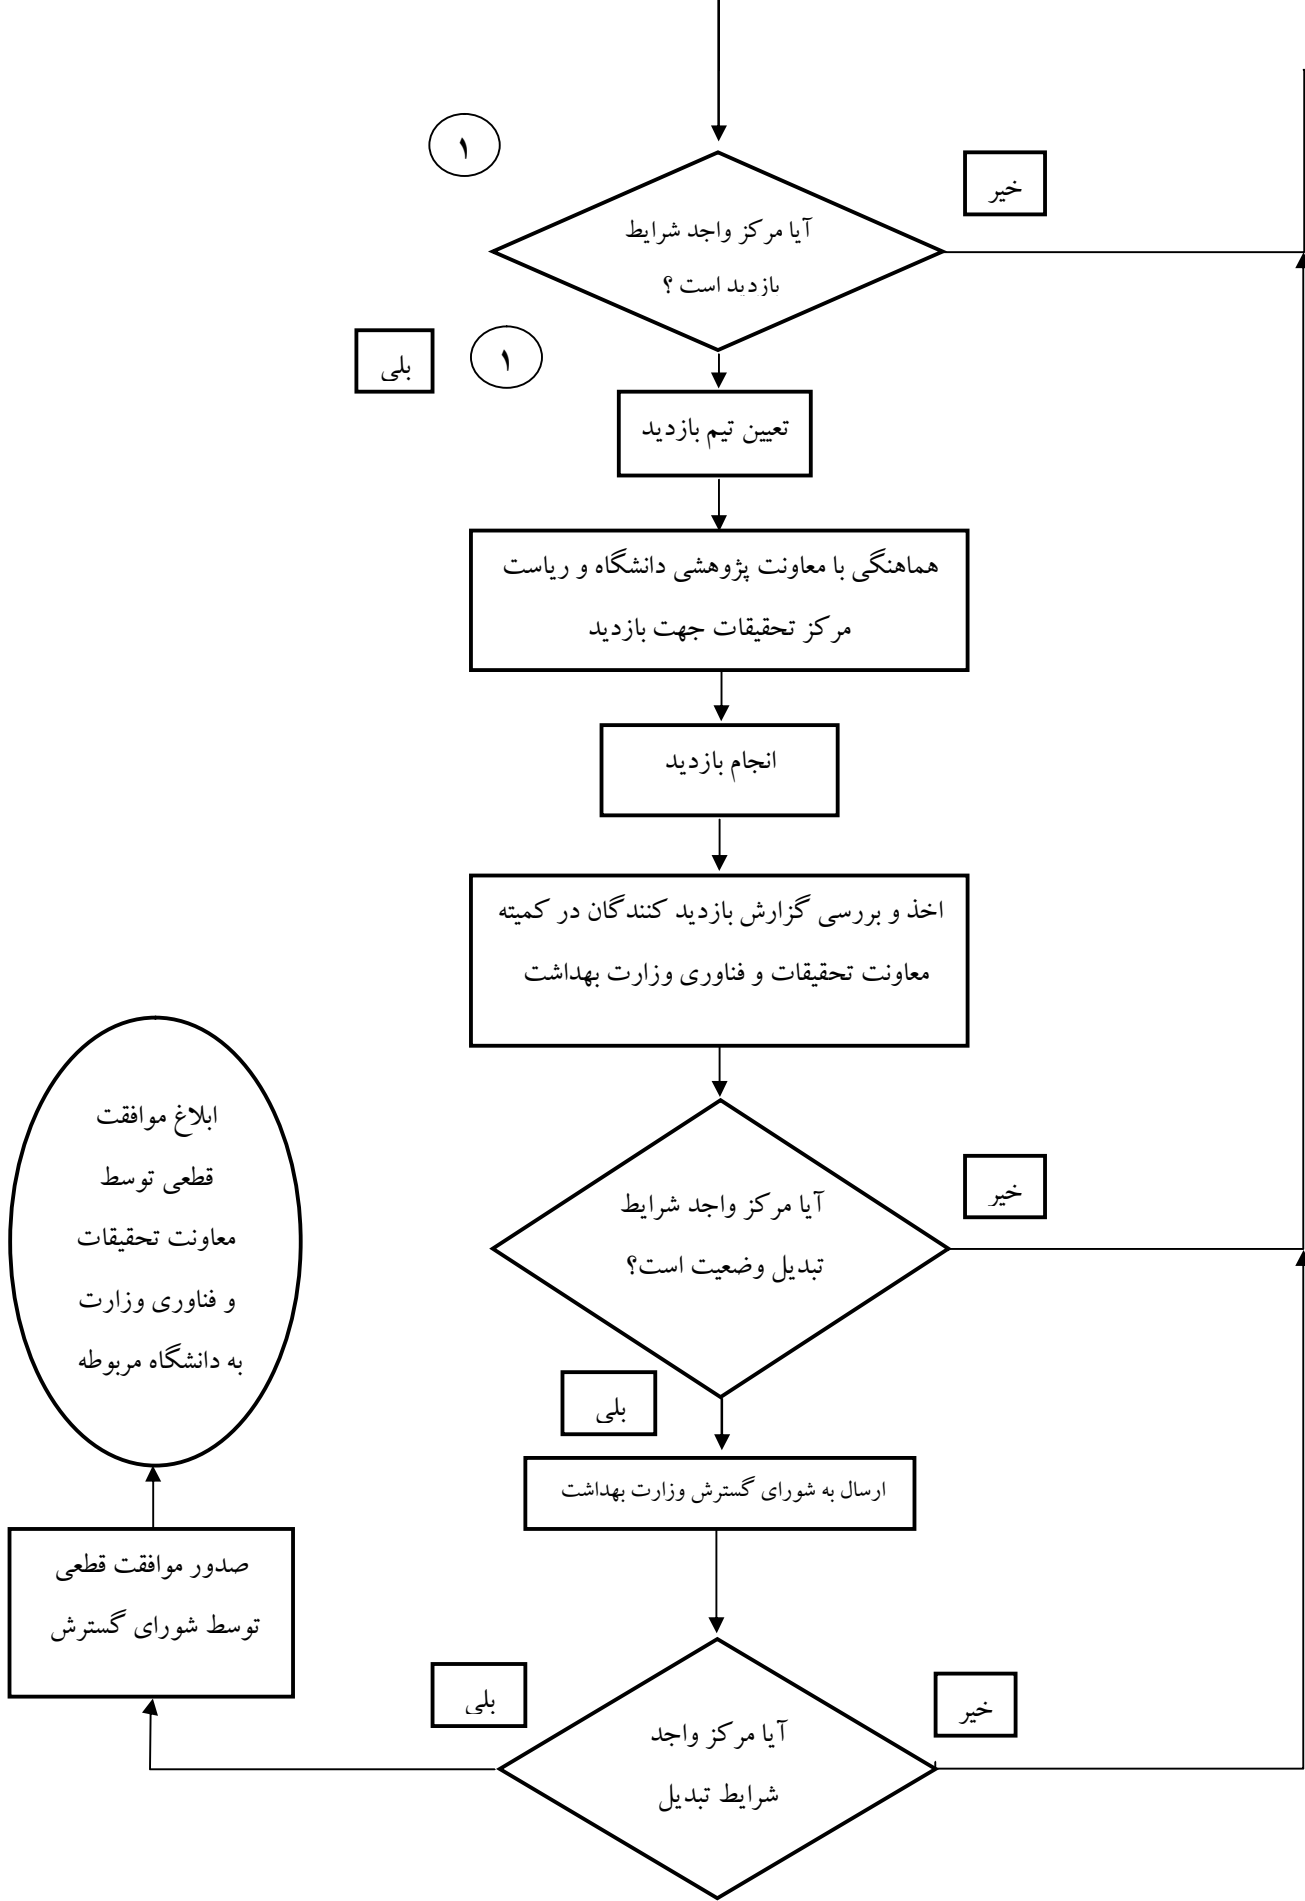 ۱
خیر
آیا مرکز واجد شرایط
بازدید است ؟
۱
بلی
تعیین تیم بازدید
هماهنگی با معاونت پژوهشی دانشگاه و ریاست
مرکز تحقیقات جهت بازدید
انجام بازدید
اخذ و بررسی گزارش بازدید کنندگان در کمیته
معاونت تحقیقات و فناوری وزارت بهداشت
خیر
آیا مرکز واجد شرایط
تبدیل وضعیت است؟
بلی
ارسال به شورای گسترش وزارت بهداشت
خیر
بلی
آیا مرکز واجد
شرایط تبدیل
صدور موافقت قطعی
توسط شورای گسترش
ابلاغ موافقت
قطعی توسط
معاونت تحقیقات
و فناوری وزارت
به دانشگاه مربوطه